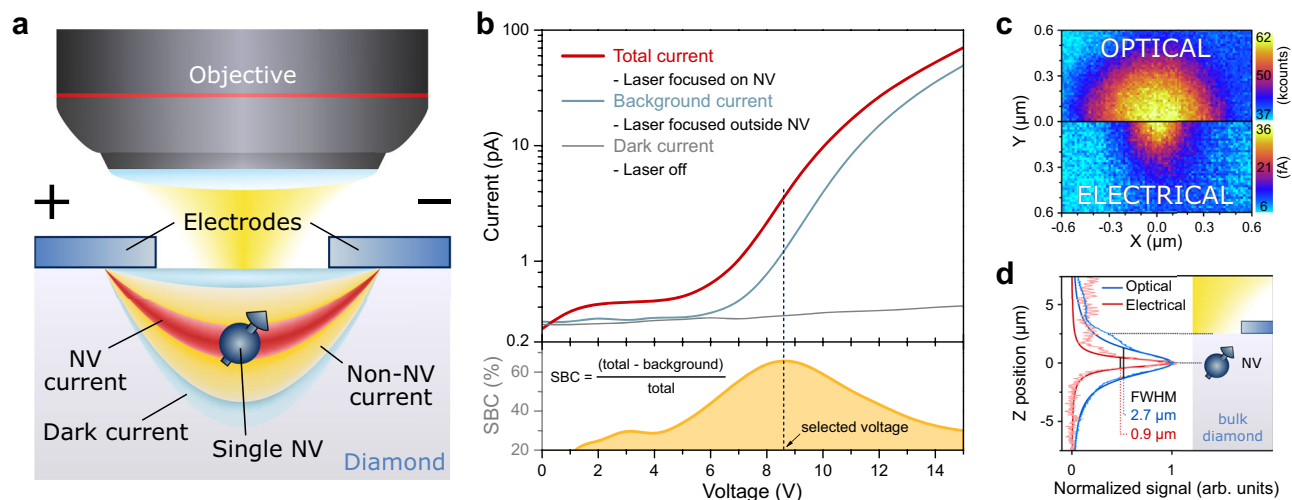 a
Objective
+
−
Electrodes
NV
current
Non-NV
current
Dark current
Single NV
Diamond
b
100
10
1
0.2
Current (pA)
Total current
- Laser focused on NV
Background current
- Laser focused outside NV
Dark current
- Laser off
60
40
20
SBC (%)
SBC = (total - background)
total
selected voltage
0 2 4 6 8 10 12 14
Voltage (V)
c
0.6
0.3
0.0
0.3
0.6
Y (µm)
OPTICAL
ELECTRICAL
-0.6 -0.3 0.0 0.3 0.6
X (µm)
62
50
37
(kcounts)
36
21
6
(fA)
d
5
0
-5
Z position (µm)
Optical
Electrical
FWHM
2.7 µm
0.9 µm
NV
bulk
diamond
0 1
Normalized signal (arb. units)